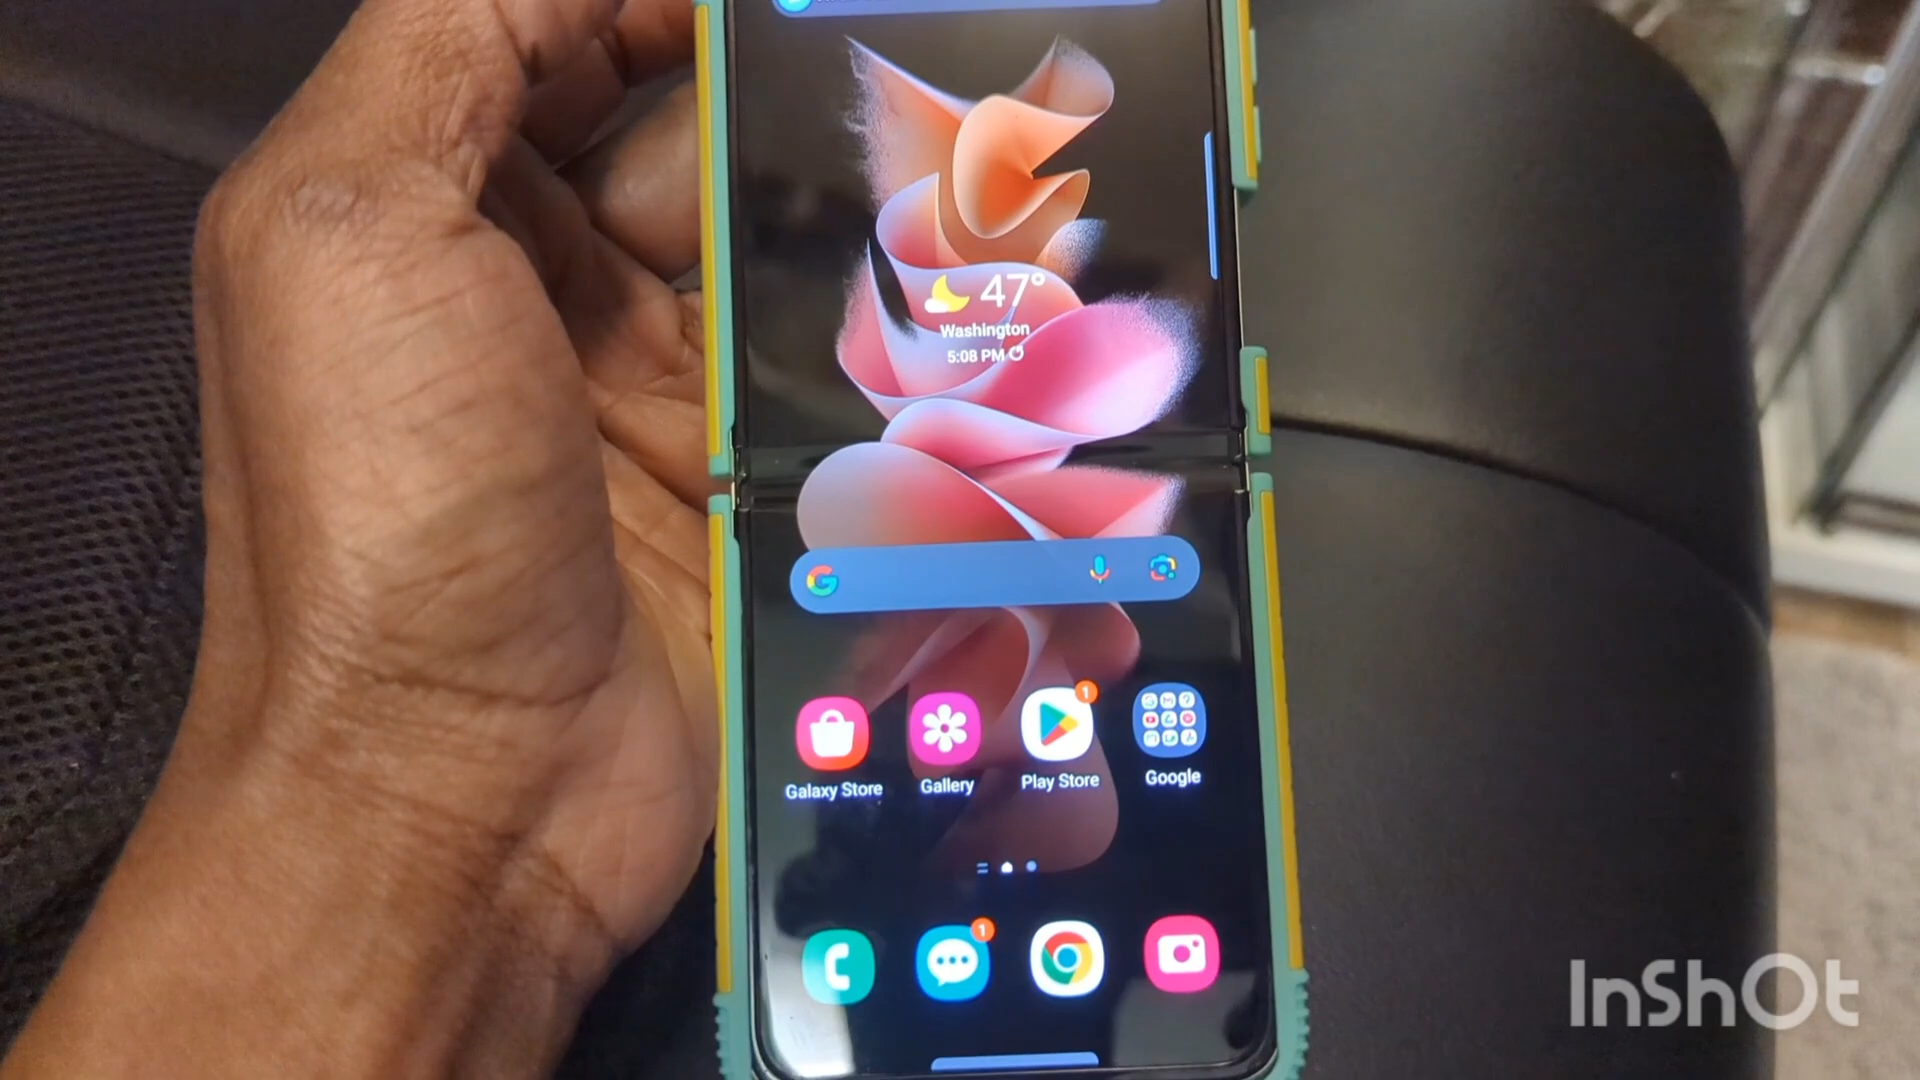 47°
Washington
5:08 PM
Galaxy Store
Gallery
1
Play Store
Google
1
InShOt